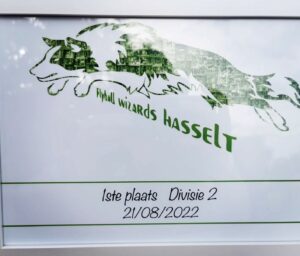 Flyball wizards hasselt
1ste plaats Divisie 2
21/08/2022